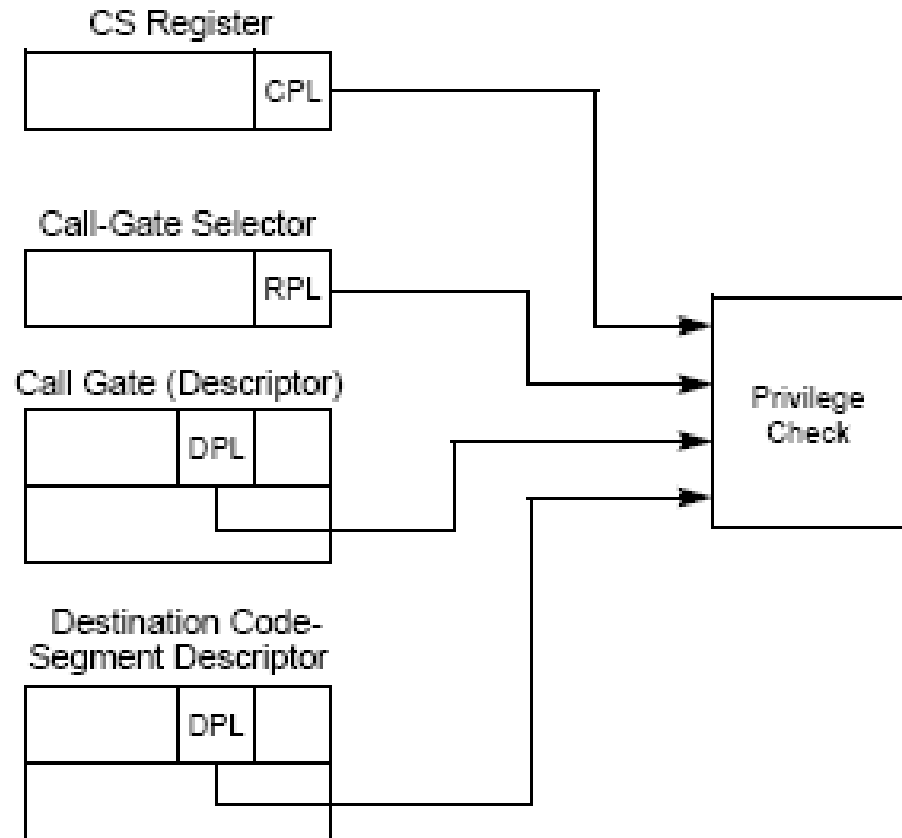 CS Register
CPL
Call-Gate Selector
RPL
Call Gate (Descriptor)
DPL
Privilege
Check
Destination Code-
Segment Descriptor
DPL